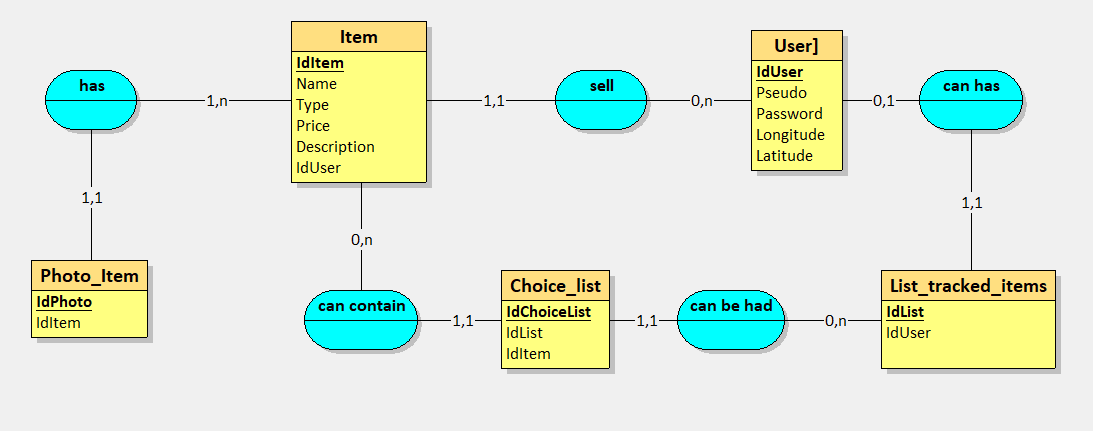 Item
IdItem
Name
Type
Price
Description
IdUser
has
1,n
1,1
sell
0,n
User]
IdUser
Pseudo
Password
Longitude
Latitude
0,1
can has
1,1
0,n
1,1
Photo_Item
IdPhoto
IdItem
can contain
1,1
Choice_list
IdChoiceList
IdList
IdItem
1,1
can be had
0,n
List_tracked_items
IdList
IdUser